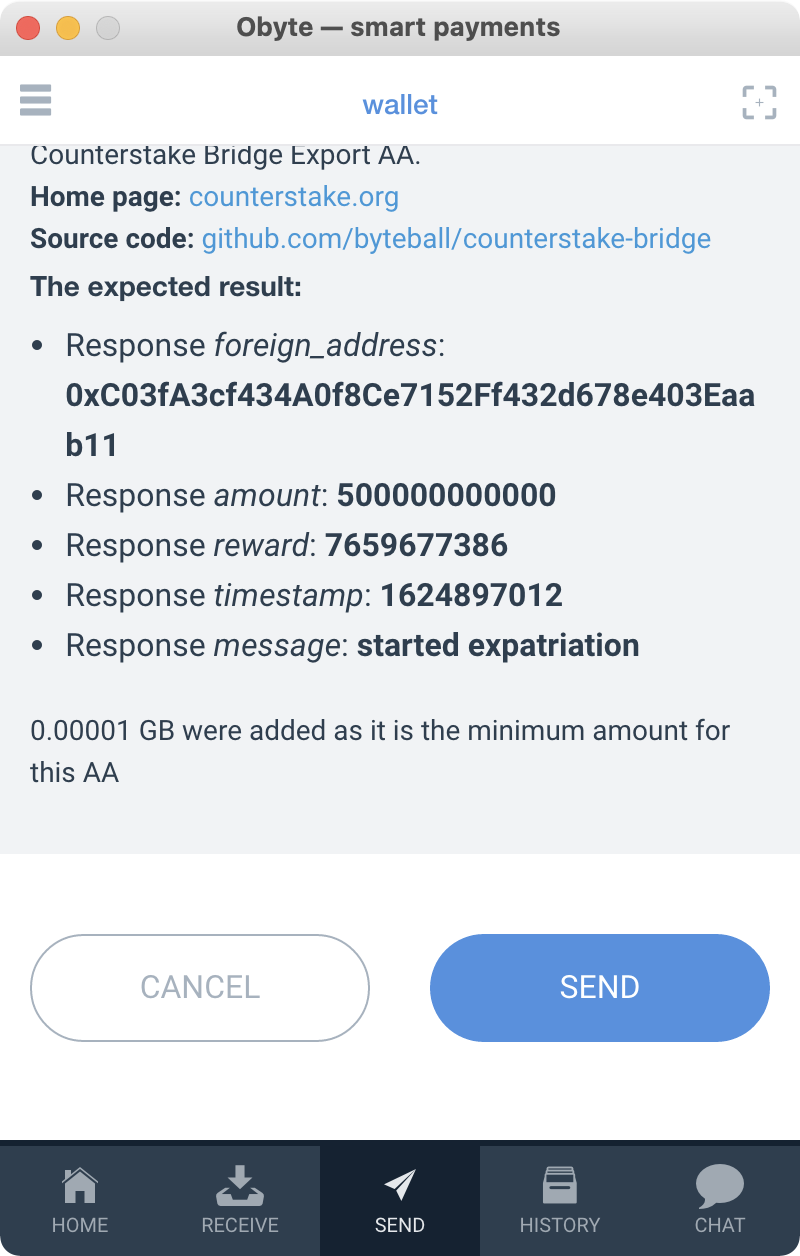 Obyte — smart payments
wallet
Counterstake Bridge Export AA.
Home page: counterstake.org
Source code: github.com/byteball/counterstake-bridge
The expected result:
• Response foreign_address:
0xC03fA3cf434A0f8Ce7152Ff432d678e403Eaa
b11
• Response amount: 500000000000
• Response reward: 7659677386
• Response timestamp: 1624897012
• Response message: started expatriation
0.00001 GB were added as it is the minimum amount for
this AA
CANCEL
SEND
HOME
RECEIVE
SEND
HISTORY
CHAT